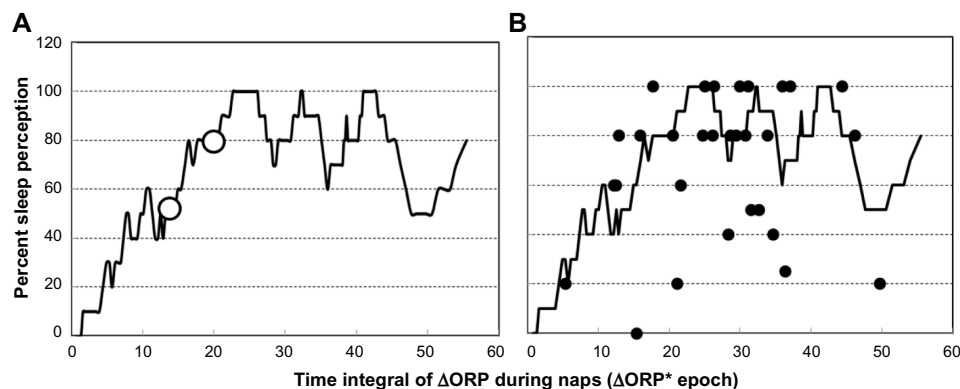 A
B
Percent sleep perception
120
100
80
60
40
20
0
0 10 20 30 40 50 60
0 10 20 30 40 50 60
Time integral of ΔORP during naps (ΔORP* epoch)